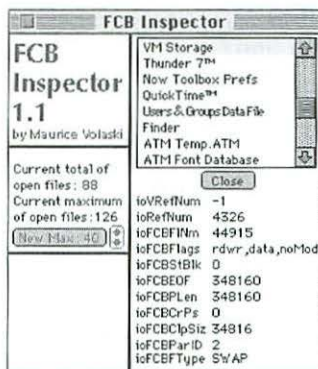 FCB Inspector
FCB
Inspector
1.1
by Maurice Volaski
Current total of
open files: 88
Current maximum
of open files:126
New Max: 40
VM Storage
Thunder 7™
Now Toolbox Prefs
QuickTime™
Users & Groups Data File
Finder
ATM Temp.ATM
ATM Font Database
Close
ioVRefNum -1
ioRefNum 4326
ioFCBFlNm 44915
ioFCBFlags rdwr,data,noMod
ioFCBStBlk 0
ioFCBEOF 348160
ioFCBPLen 348160
ioFCBCrPs 0
ioFCBClpSiz 34816
ioFCBParID 2
ioFCBFType SWAP